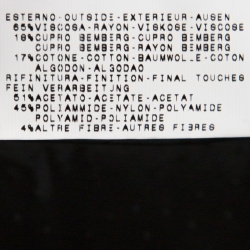 ESTERNO-OUTSIDE-EXTERIEUR-AUSEN
65%VISCOSA-RAYON-VISKOSE-VISCOSE
18%CUPRO BEMBERG-CUPRO BEMBERG
CUPRO BEMBERG-RAYON BEMBERG
17%COTONE-COTTON-BAUMWOLLE-COTON
ALGODON-ALGODAO
RIFINITURA-FINITION-FINAL TOUCHES
FEIN VERARBEITJNG
51%ACETATO-ACETATE-ACETAT
45%POLIAMMIDE-NYLON-POLYAMIDE
POLYAMID-POLIAMIDE
4%ALTRE FIBRE-AUTRES FIBRES